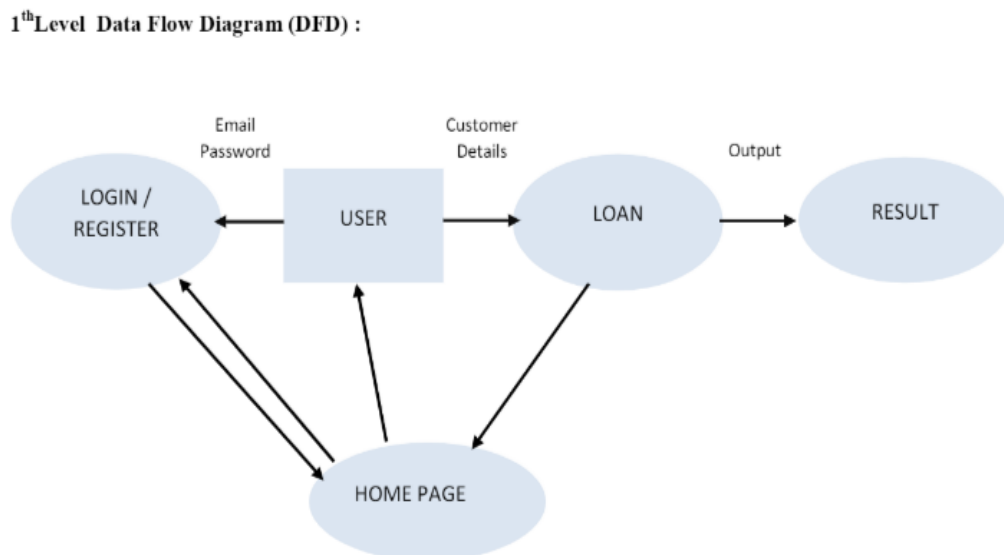 1thLevel Data Flow Diagram (DFD) :
Email
Password
Customer
Details
Output
LOGIN /
REGISTER
USER
LOAN
RESULT
HOME PAGE